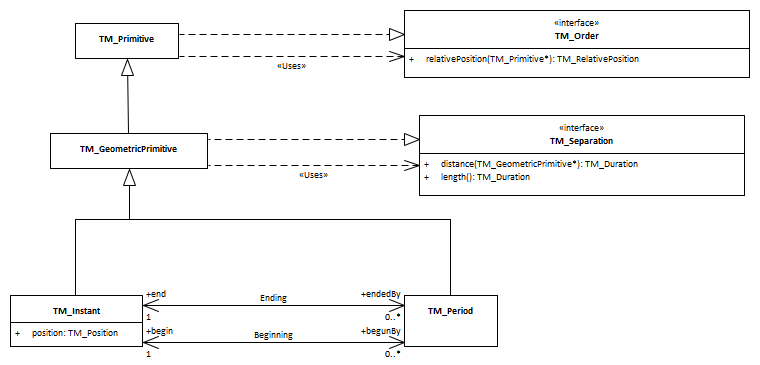 TM_Primitive
«interface»
TM_Order
+ relativePosition(TM_Primitive*): TM_RelativePosition
«Uses»
TM_GeometricPrimitive
«interface»
TM_Separation
+ distance(TM_GeometricPrimitive*): TM_Duration
+ length(): TM_Duration
«Uses»
TM_Instant
+ position: TM_Position
+end Ending +endedBy
1 0..*
+begin Beginning +begunBy
1 0..*
TM_Period